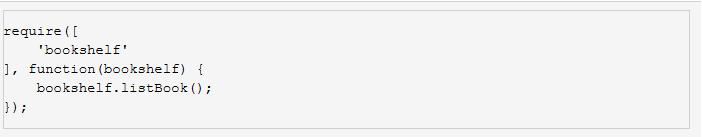 require([
    'bookshelf'
], function(bookshelf) {
    bookshelf.listBook();
});